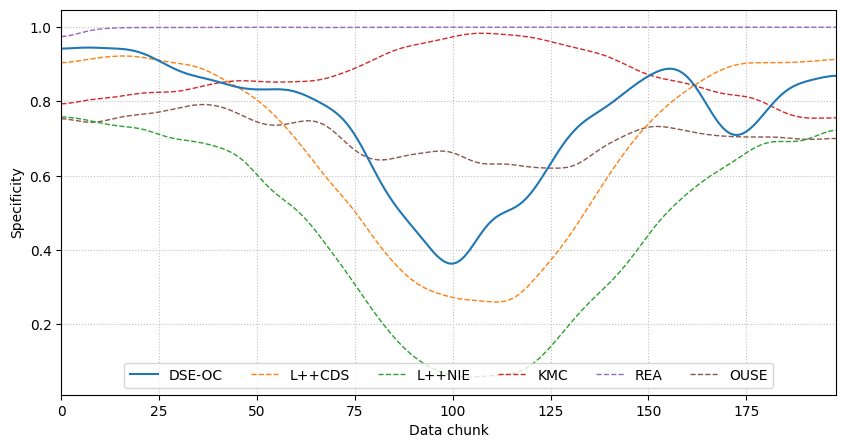 1.0
0.8
0.6
0.4
0.2
Specificity
DSE-OC L++CDS L++NIE KMC REA OUSE
0 25 50 75 100 125 150 175
Data chunk